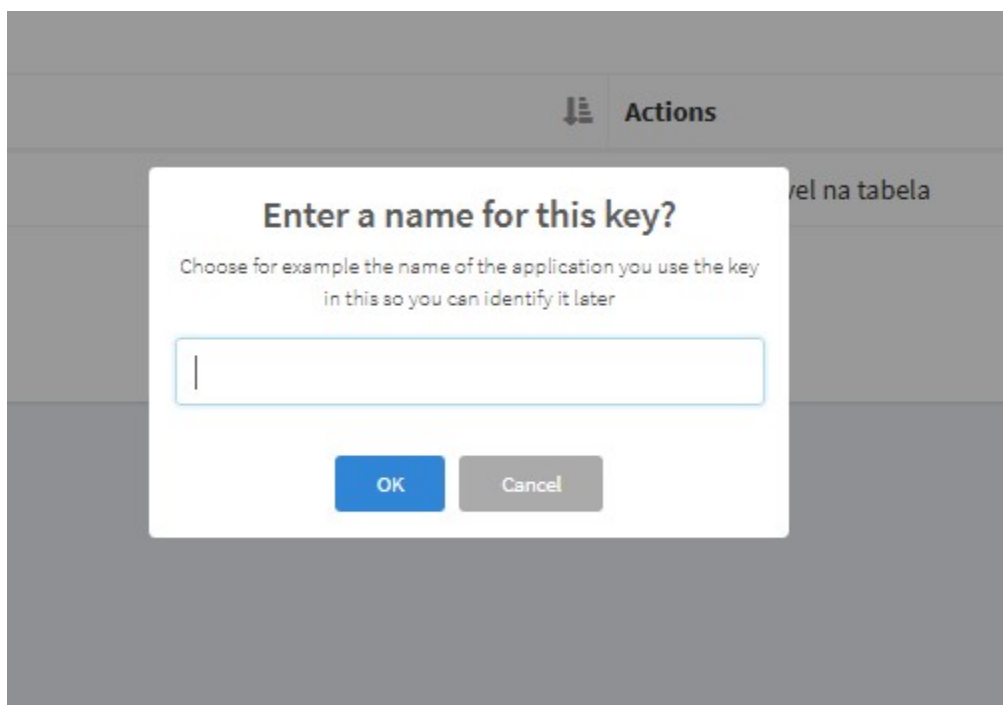 Actions
vel na tabela
Enter a name for this key?
Choose for example the name of the application you use the key
in this so you can identify it later
OK
Cancel